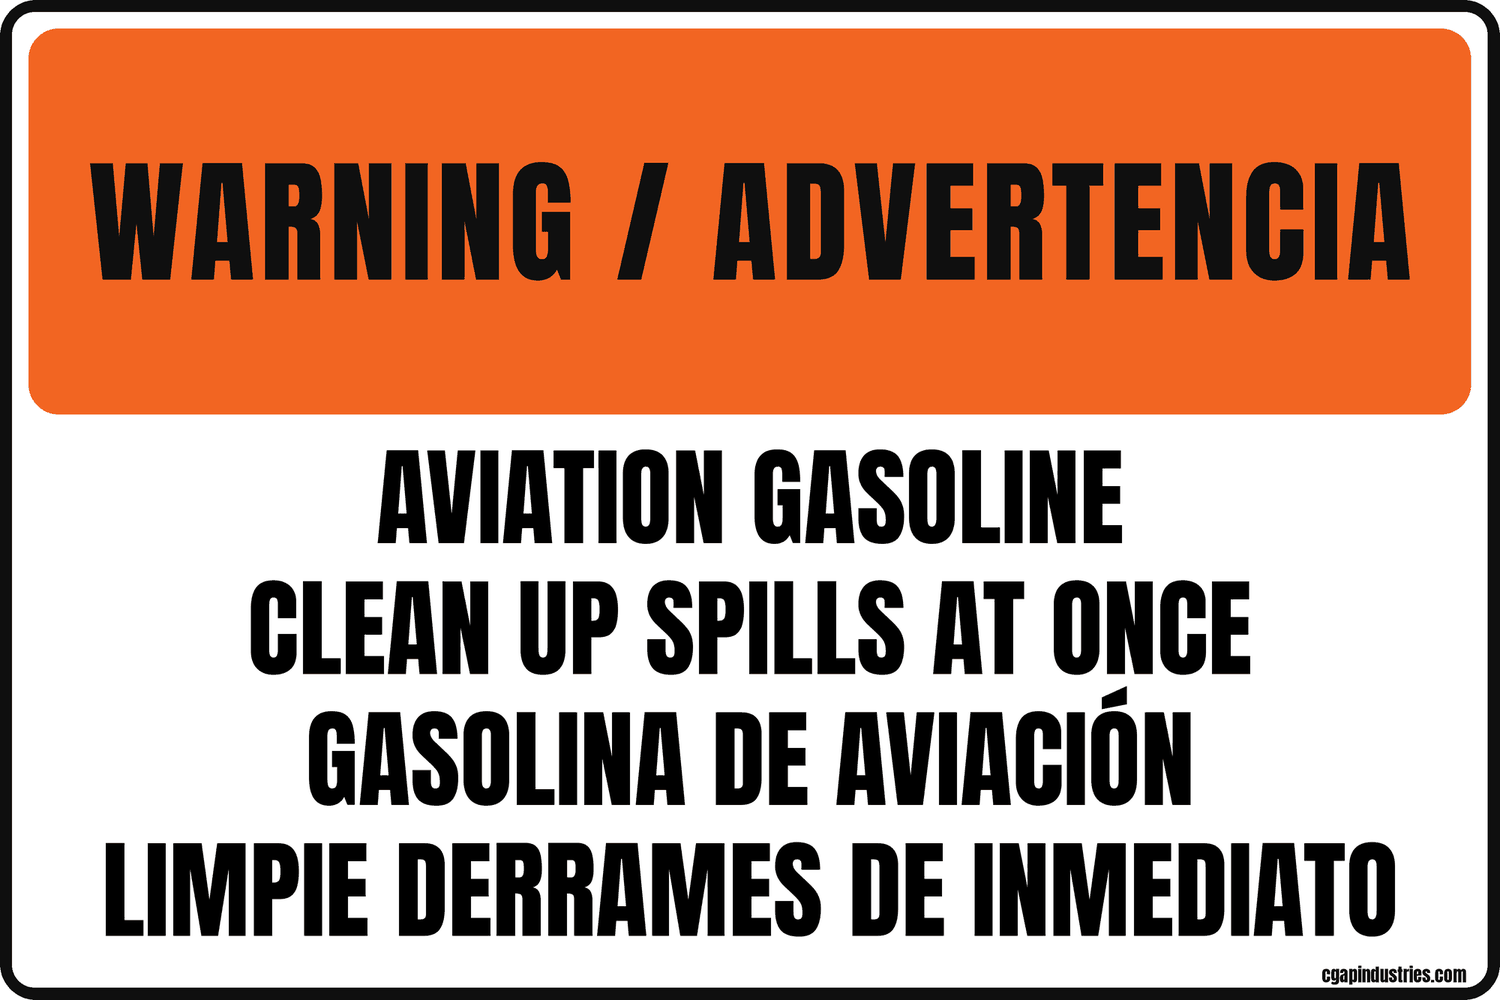 WARNING / ADVERTENCIA
AVIATION GASOLINE
CLEAN UP SPILLS AT ONCE
GASOLINA DE AVIACIÓN
LIMPIE DERRAMES DE INMEDIATO
cgapindustries.com